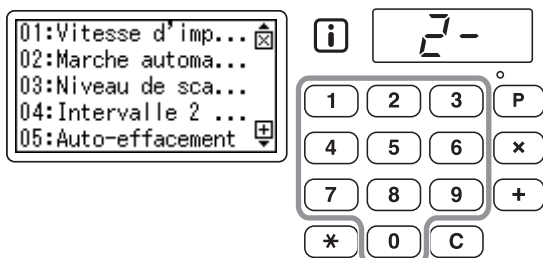 01:Vitesse d'imp...
02:Marche automa...
03:Niveau de sca...
04:Intervalle 2 ...
05:Auto-effacement
i
2-
1 2 3 P
4 5 6 ×
7 8 9 +
* 0 C